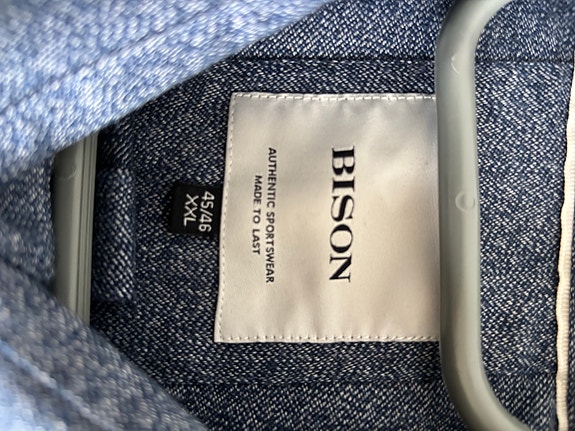 BISON
AUTHENTIC SPORTSWEAR
MADE TO LAST
45/46
XXL